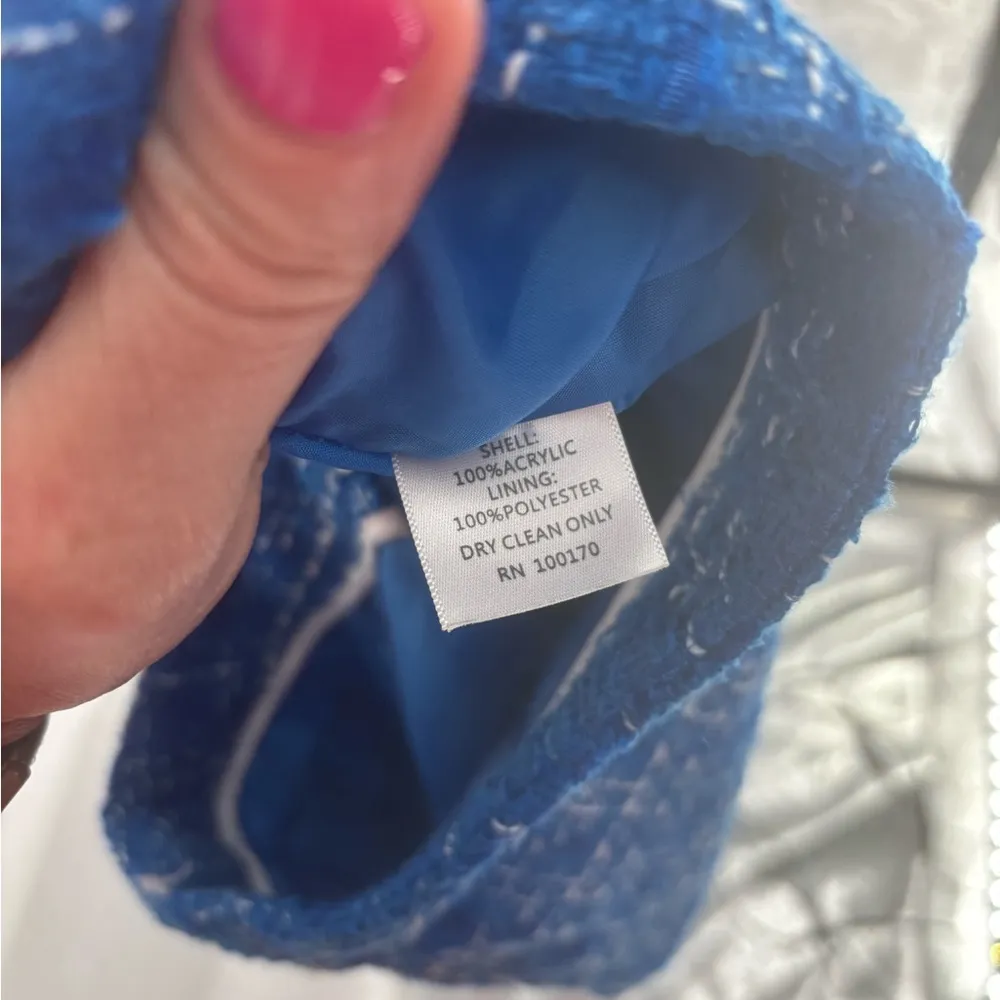 SHELL:
100%ACRYLIC
LINING:
100%POLYESTER
DRY CLEAN ONLY
RN 100170